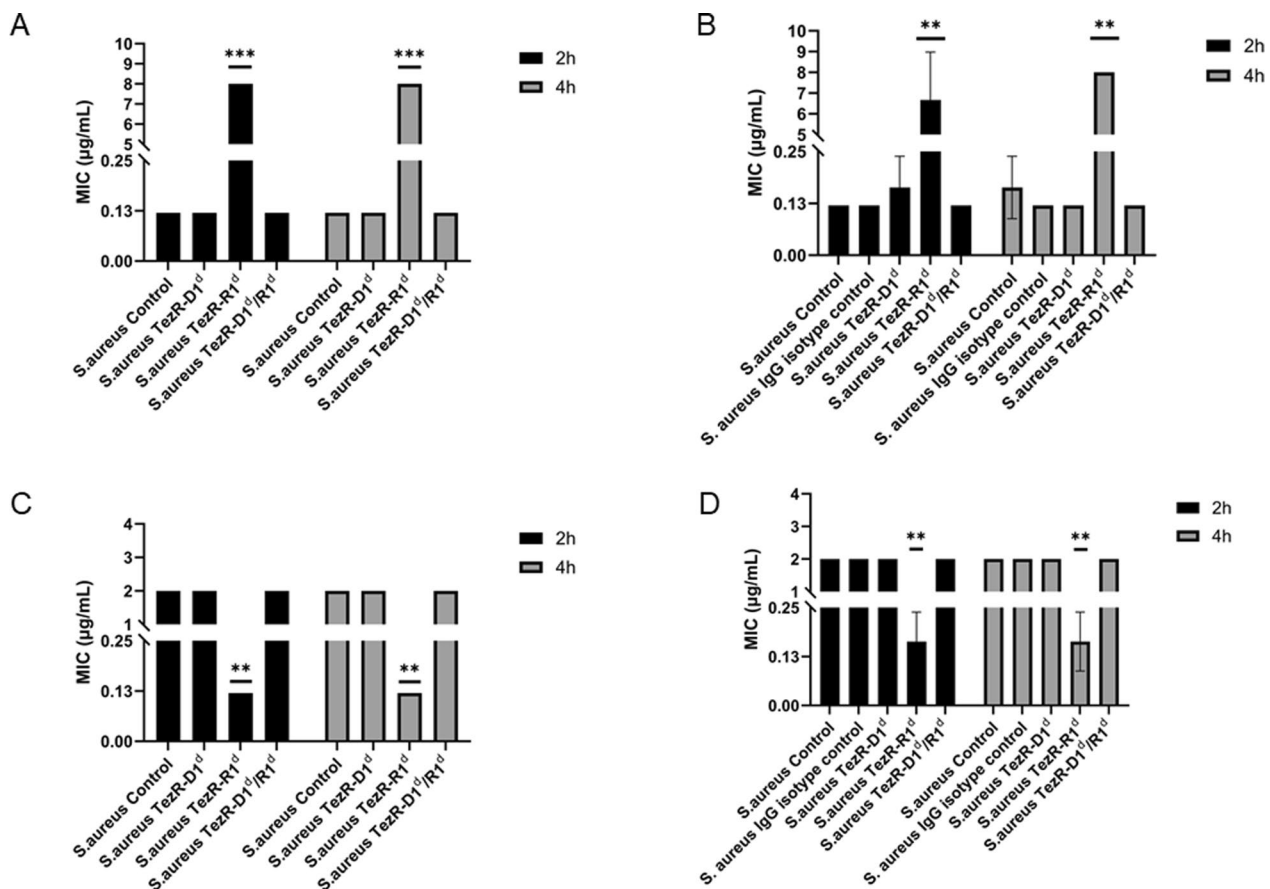 A
MIC (µg/mL)
10
9
8
7
6
5
0.25
0.13
0.00
***
***
2h
4h
S.aureus Control
S.aureus TezR-D1ᵈ
S.aureus TezR-R1ᵈ
S.aureus TezR-D1ᵈ/R1ᵈ
S.aureus Control
S.aureus TezR-D1ᵈ
S.aureus TezR-R1ᵈ
S.aureus TezR-D1ᵈ/R1ᵈ
B
MIC (µg/mL)
10
9
8
7
6
5
0.25
0.13
0.00
**
**
2h
4h
S.aureus Control
S. aureus IgG isotype control
S.aureus TezR-D1ᵈ
S.aureus TezR-R1ᵈ
S.aureus TezR-D1ᵈ/R1ᵈ
S.aureus Control
S. aureus IgG isotype control
S.aureus TezR-D1ᵈ
S.aureus TezR-R1ᵈ
S.aureus TezR-D1ᵈ/R1ᵈ
C
MIC (µg/mL)
4
3
2
1
0.25
0.13
0.00
**
**
2h
4h
S.aureus Control
S.aureus TezR-D1ᵈ
S.aureus TezR-R1ᵈ
S.aureus TezR-D1ᵈ/R1ᵈ
S.aureus Control
S.aureus TezR-D1ᵈ
S.aureus TezR-R1ᵈ
S.aureus TezR-D1ᵈ/R1ᵈ
D
MIC (µg/mL)
4
3
2
1
0.25
0.13
0.00
**
**
2h
4h
S.aureus Control
S. aureus IgG isotype control
S.aureus TezR-D1ᵈ
S.aureus TezR-R1ᵈ
S.aureus TezR-D1ᵈ/R1ᵈ
S.aureus Control
S. aureus IgG isotype control
S.aureus TezR-D1ᵈ
S.aureus TezR-R1ᵈ
S.aureus TezR-D1ᵈ/R1ᵈ